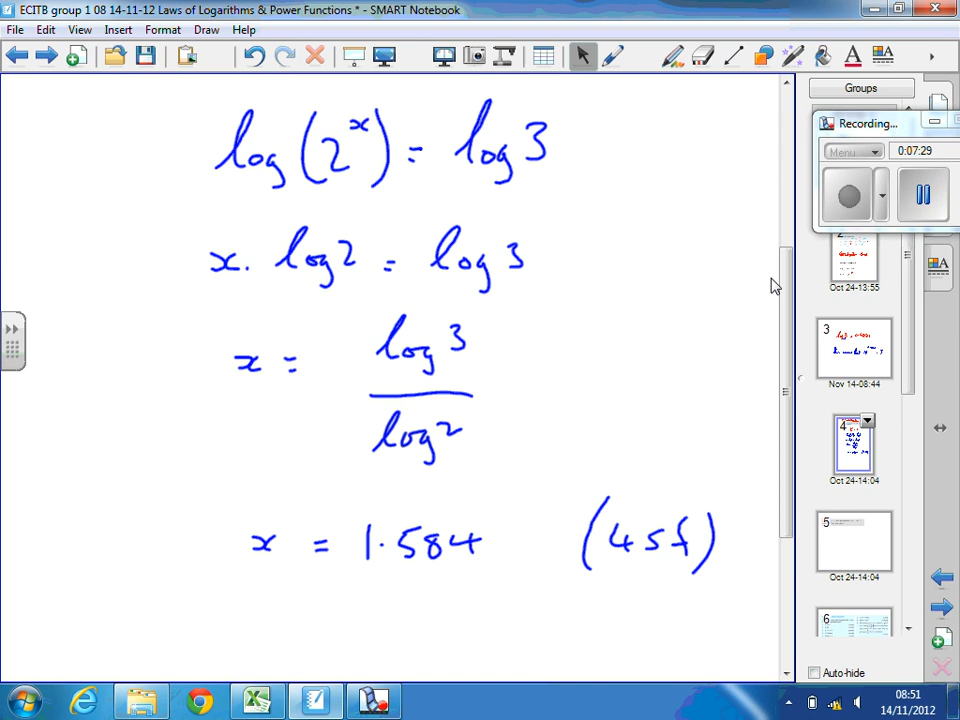 ECITB group 1 08 14-11-12 Laws of Logarithms & Power Functions * - SMART Notebook
File Edit View Insert Format Draw Help
Groups
Recording...
Menu 0:07:29
log(2^x) = log 3
x. log2 = log 3
x = log 3
log2
x = 1.584 (4sf)
2
Oct 24-13:55
3
Nov 14-08:44
4
Oct 24-14:04
5
Oct 24-14:04
6
Auto-hide
08:51
14/11/2012